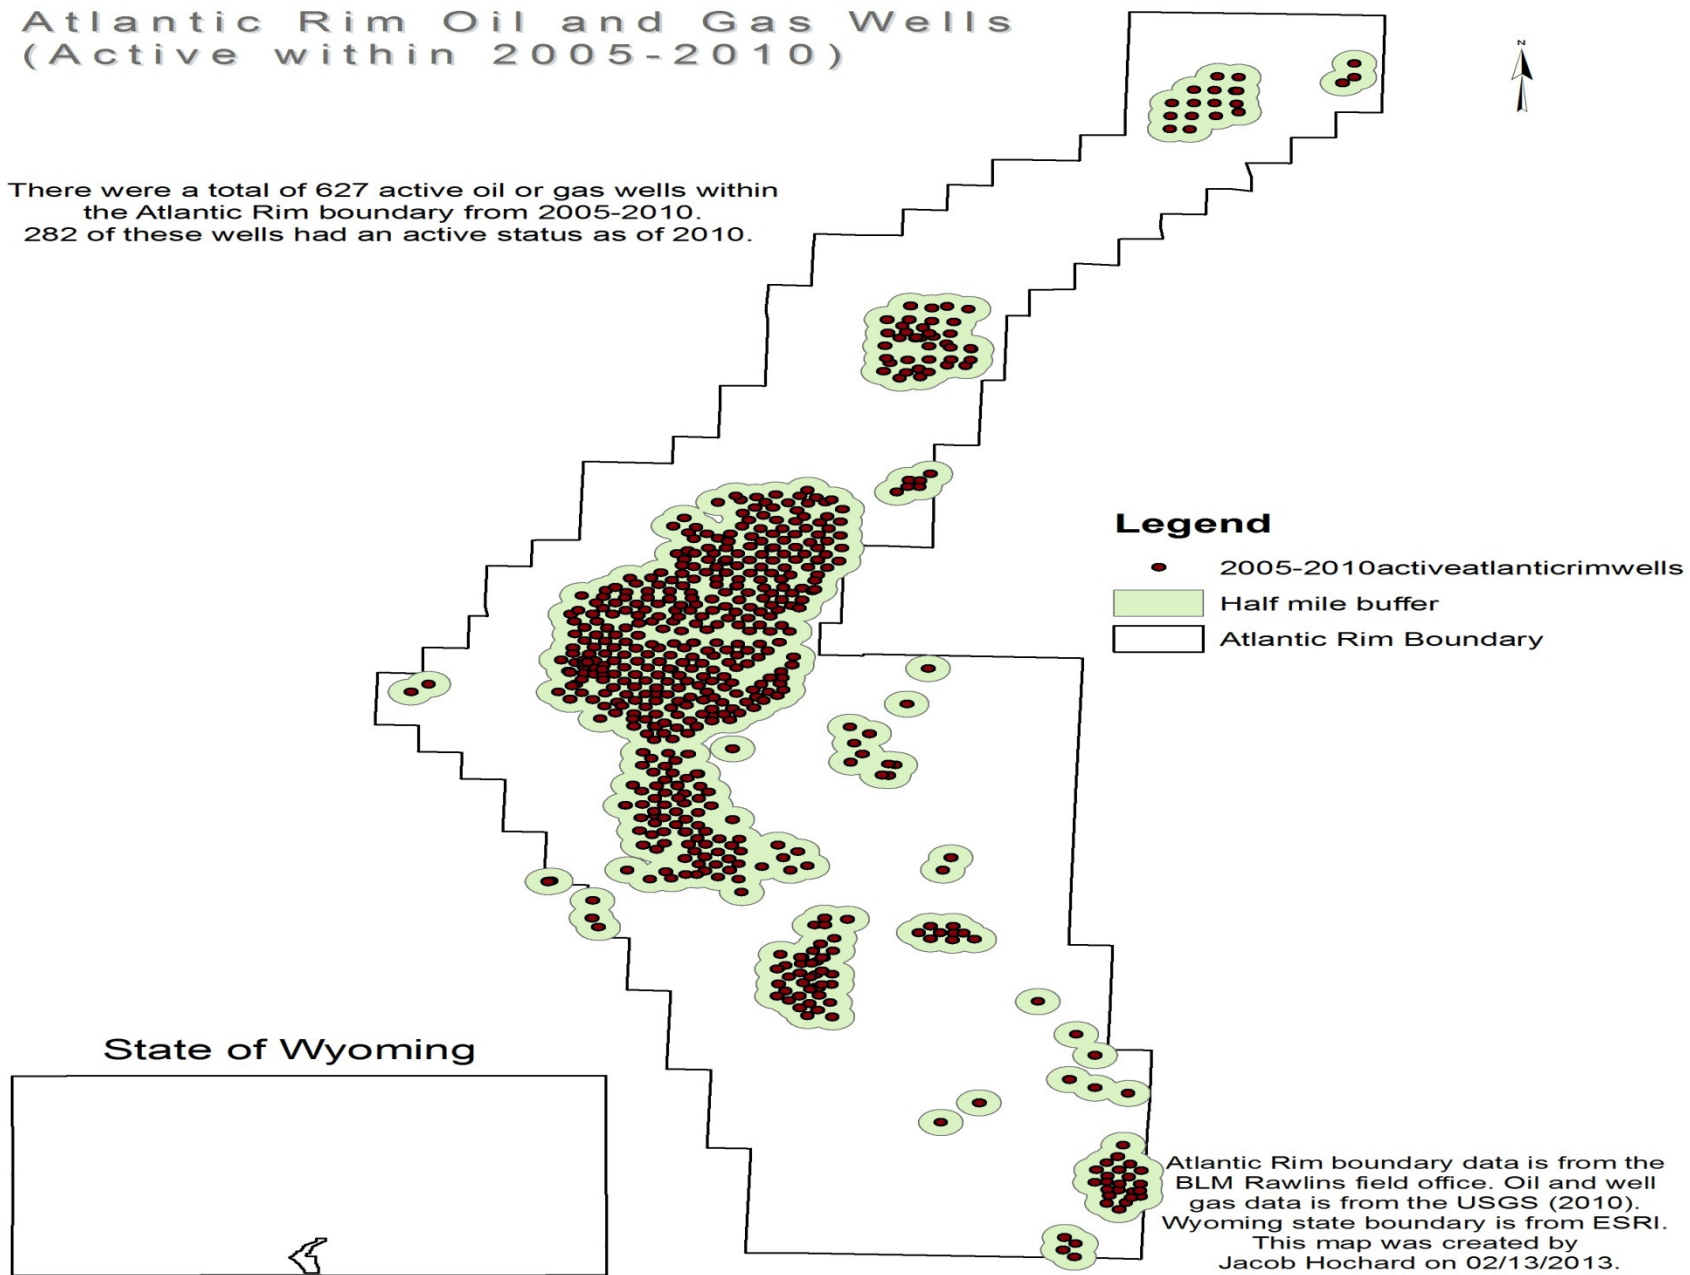 Atlantic Rim Oil and Gas Wells
(Active within 2005-2010)
N
There were a total of 627 active oil or gas wells within
the Atlantic Rim boundary from 2005-2010.
282 of these wells had an active status as of 2010.
Legend
2005-2010activeatlanticrimwells
Half mile buffer
Atlantic Rim Boundary
State of Wyoming
Atlantic Rim boundary data is from the
BLM Rawlins field office. Oil and well
gas data is from the USGS (2010).
Wyoming state boundary is from ESRI.
This map was created by
Jacob Hochard on 02/13/2013.